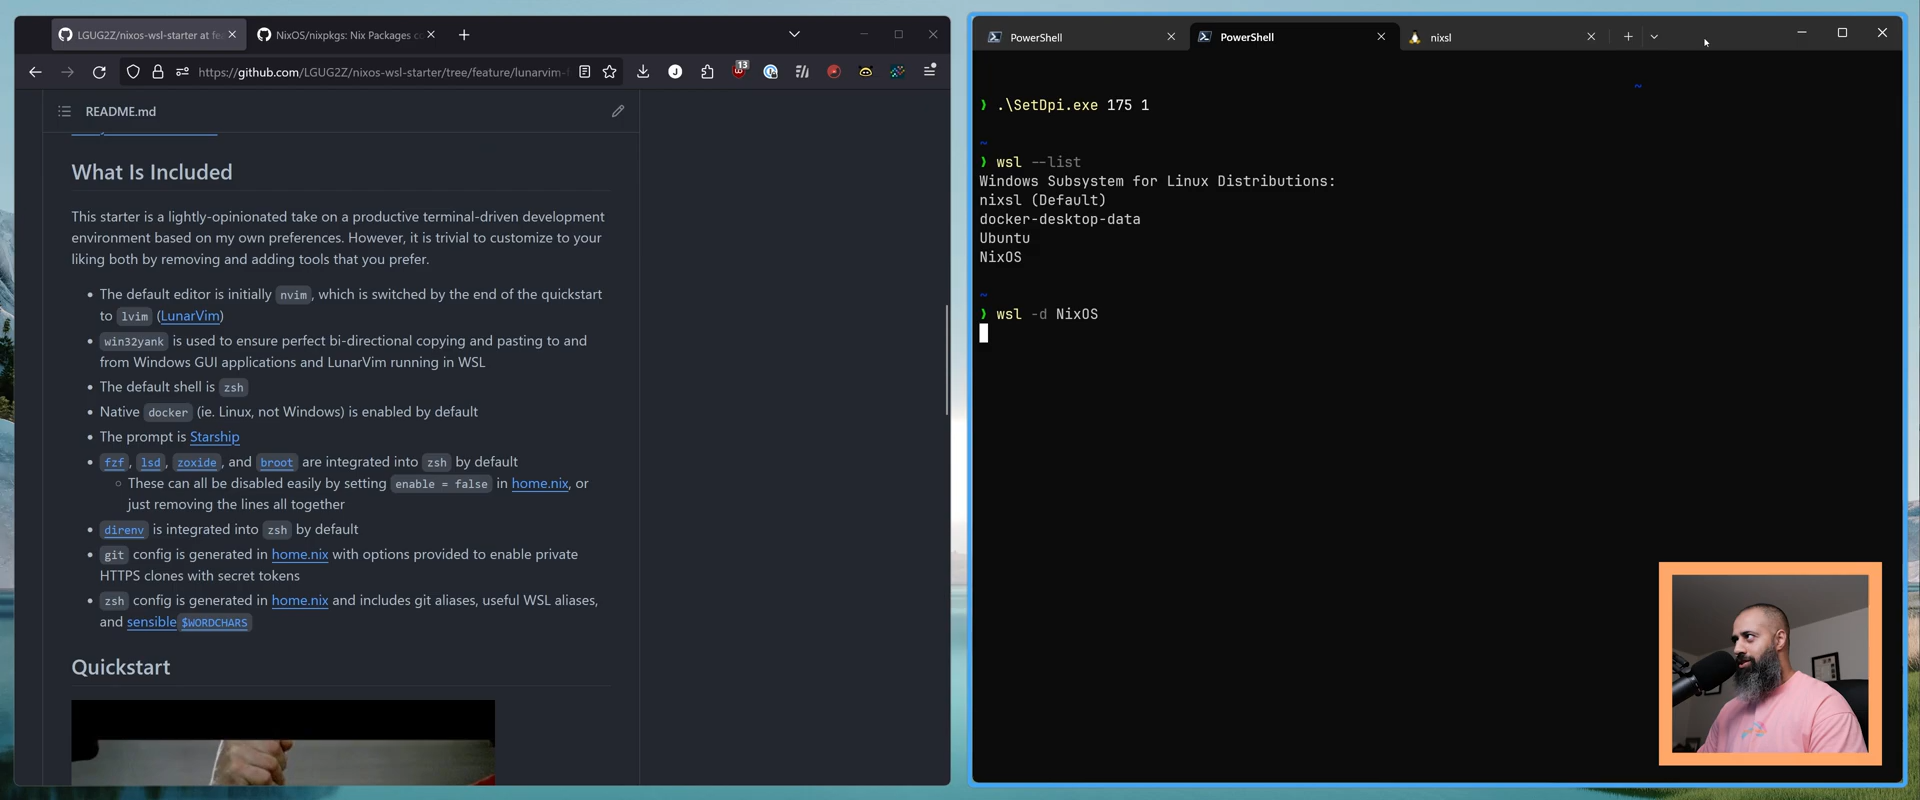 LGUG2Z/nixos-wsl-starter at fea
NixOS/nixpkgs: Nix Packages c
https://github.com/LGUG2Z/nixos-wsl-starter/tree/feature/lunarvim-
13
J
README.md
What Is Included
This starter is a lightly-opinionated take on a productive terminal-driven development
environment based on my own preferences. However, it is trivial to customize to your
liking both by removing and adding tools that you prefer.
The default editor is initially nvim, which is switched by the end of the quickstart
to lvim (LunarVim)
win32yank is used to ensure perfect bi-directional copying and pasting to and
from Windows GUI applications and LunarVim running in WSL
The default shell is zsh
Native docker (ie. Linux, not Windows) is enabled by default
The prompt is Starship
fzf, lsd, zoxide, and broot are integrated into zsh by default
These can all be disabled easily by setting enable = false in home.nix, or
just removing the lines all together
direnv is integrated into zsh by default
git config is generated in home.nix with options provided to enable private
HTTPS clones with secret tokens
zsh config is generated in home.nix and includes git aliases, useful WSL aliases,
and sensible $WORDCHARS
Quickstart
PowerShell
PowerShell
nixsl
~
❯ .\SetDpi.exe 175 1
~
❯ wsl --list
Windows Subsystem for Linux Distributions:
nixsl (Default)
docker-desktop-data
Ubuntu
NixOS
~
❯ wsl -d NixOS